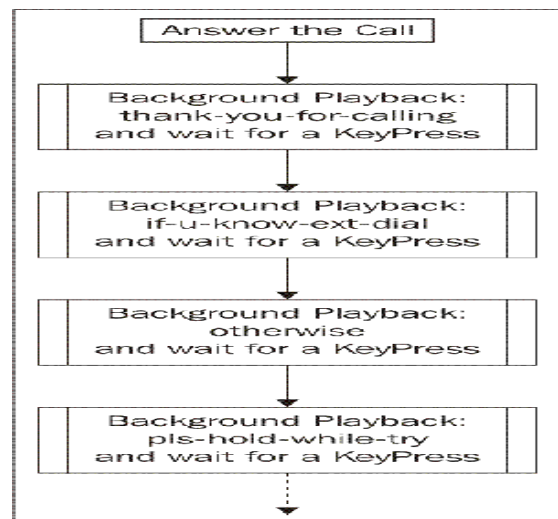 Answer the Call
Background Playback:
thank-you-for-calling
and wait for a KeyPress
Background Playback:
if-u-know-ext-dial
and wait for a KeyPress
Background Playback:
otherwise
and wait for a KeyPress
Background Playback:
pls-hold-while-try
and wait for a KeyPress